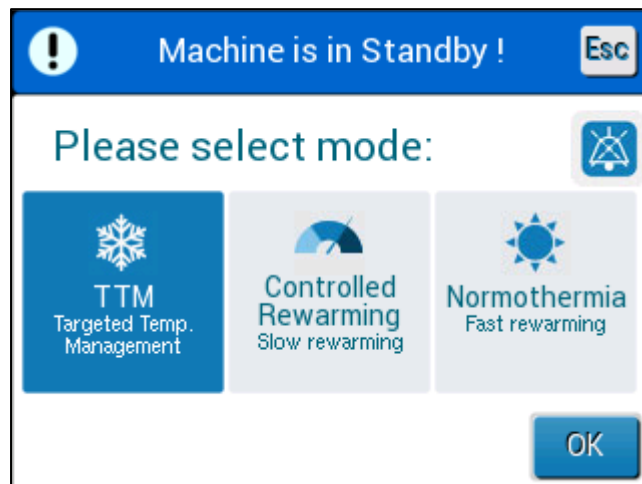 Machine is in Standby !
Esc
Please select mode:
TTM
Targeted Temp.
Management
Controlled
Rewarming
Slow rewarming
Normothermia
Fast rewarming
OK